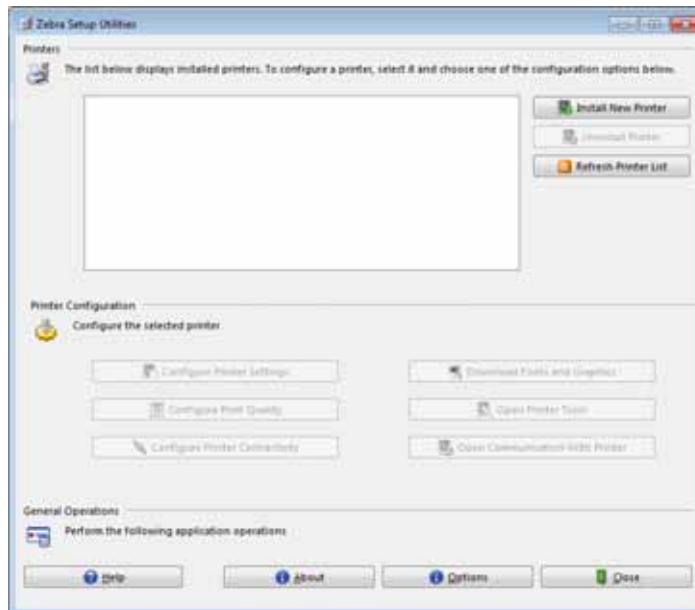 Zebra Setup Utilities
Printers
The list below displays installed printers. To configure a printer, select it and choose one of the configuration options below.
Install New Printer
Uninstall Printer
Refresh Printer List
Printer Configuration
Configure the selected printer
Configure Printer Settings
Download Fonts and Graphics
Configure Print Quality
Open Printer Tools
Configure Printer Connectivity
Open Communication With Printer
General Operations
Perform the following application operations
Help
About
Options
Close